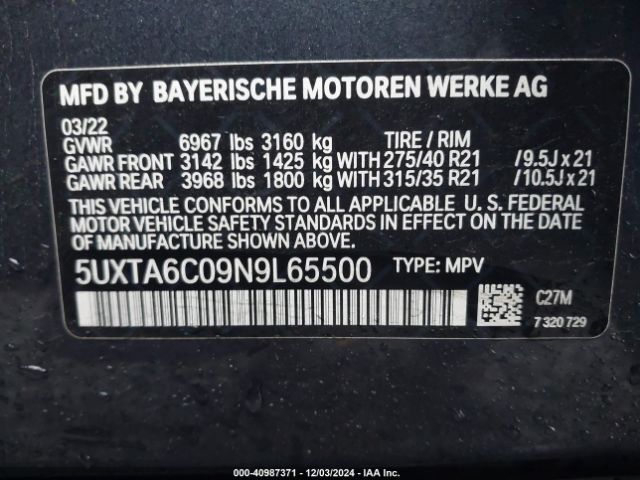 MFD BY BAYERISCHE MOTOREN WERKE AG
03/22
GVWR 6967 lbs 3160 kg TIRE / RIM
GAWR FRONT 3142 lbs 1425 kg WITH 275/40 R21 /9.5J x 21
GAWR REAR 3968 lbs 1800 kg WITH 315/35 R21 /10.5J x 21
THIS VEHICLE CONFORMS TO ALL APPLICABLE U. S. FEDERAL
MOTOR VEHICLE SAFETY STANDARDS IN EFFECT ON THE DATE
OF MANUFACTURE SHOWN ABOVE.
5UXTA6C09N9L65500 TYPE: MPV
C27M
7 320 729
COPY - 40987371 - 12/03/2024 - IAA